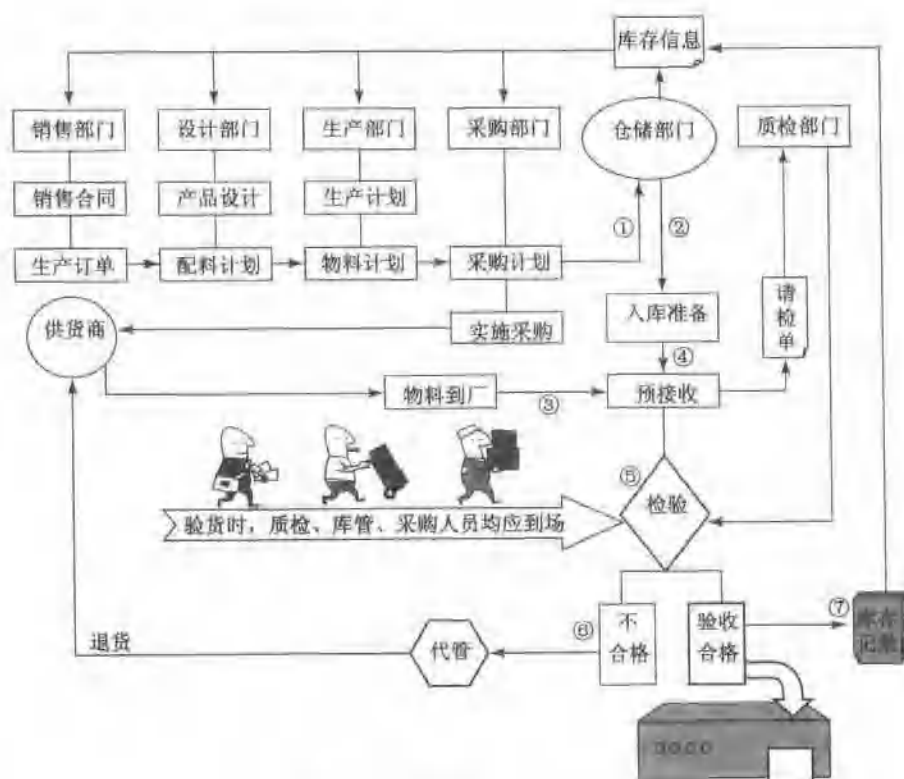 库存信息
销售部门
设计部门
生产部门
采购部门
仓储部门
质检部门
销售合同
产品设计
生产计划
①
②
生产订单
配料计划
物料计划
采购计划
供货商
实施采购
入库准备
请检单
④
物料到厂
③
预接收
⑤
检验
验货时，质检、库管、采购人员均应到场
⑥
不合格
验收合格
⑦
库存记录
退货
代管